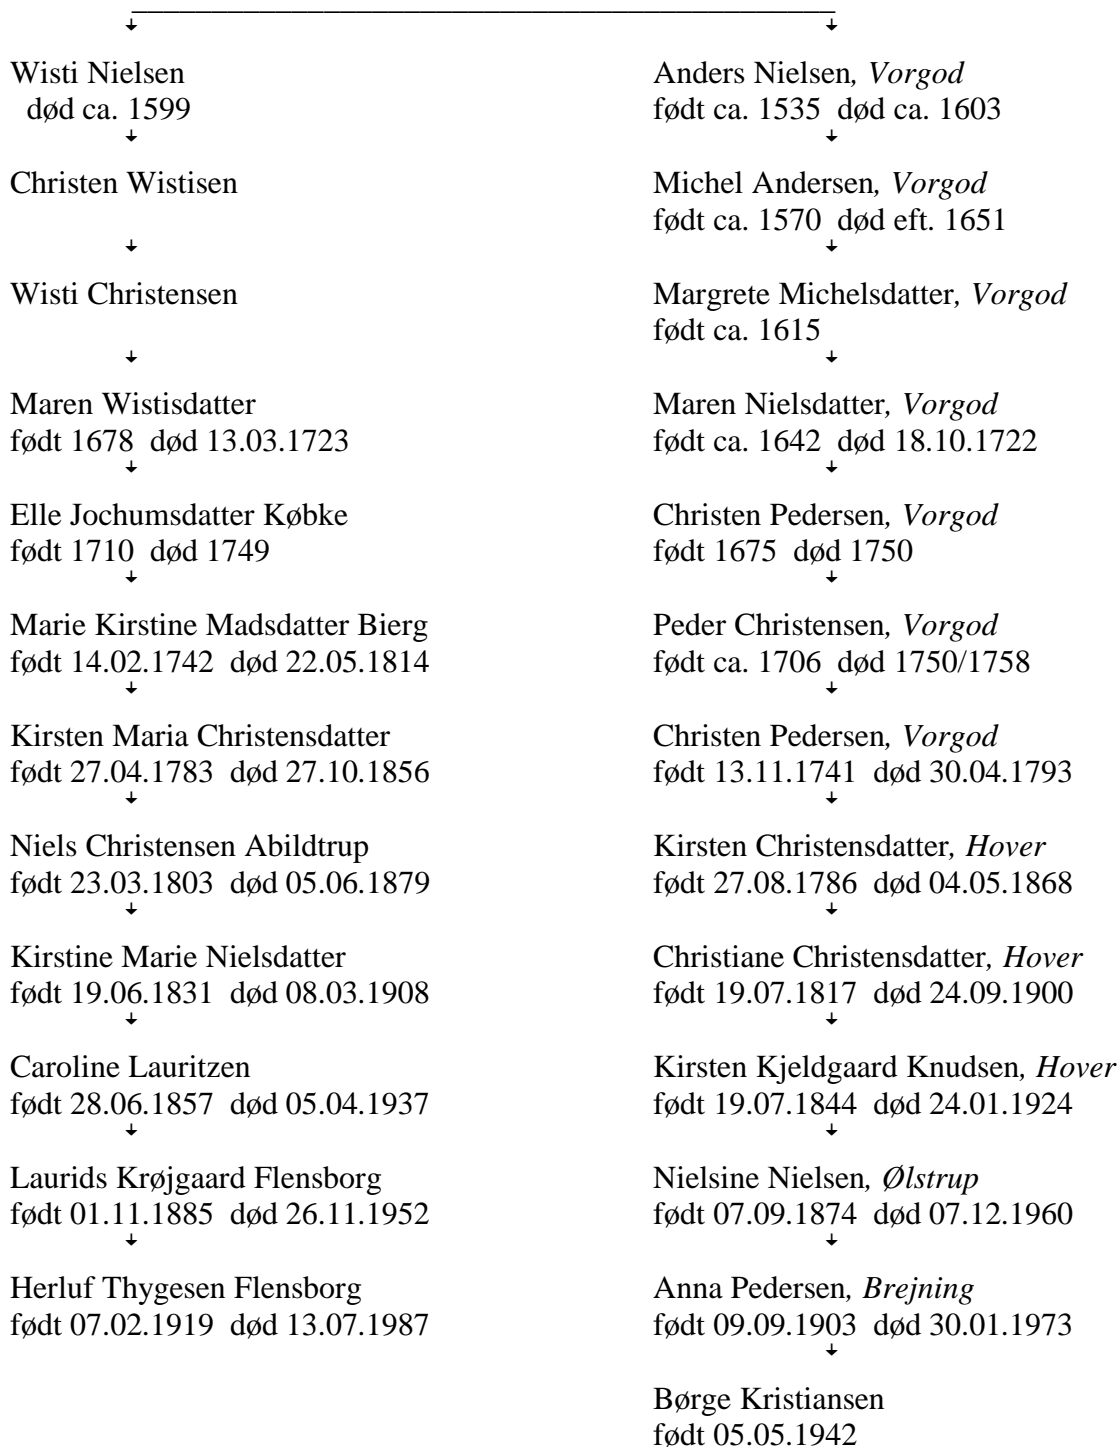 Wisti Nielsen
død ca. 1599
Christen Wistisen
Wisti Christensen
Maren Wistisdatter
født 1678 død 13.03.1723
Elle Jochumsdatter Købke
født 1710 død 1749
Marie Kirstine Madsdatter Bierg
født 14.02.1742 død 22.05.1814
Kirsten Maria Christensdatter
født 27.04.1783 død 27.10.1856
Niels Christensen Abildtrup
født 23.03.1803 død 05.06.1879
Kirstine Marie Nielsdatter
født 19.06.1831 død 08.03.1908
Caroline Lauritzen
født 28.06.1857 død 05.04.1937
Laurids Krøjgaard Flensborg
født 01.11.1885 død 26.11.1952
Herluf Thygesen Flensborg
født 07.02.1919 død 13.07.1987
Anders Nielsen, Vorgod
født ca. 1535 død ca. 1603
Michel Andersen, Vorgod
født ca. 1570 død eft. 1651
Margrete Michelsdatter, Vorgod
født ca. 1615
Maren Nielsdatter, Vorgod
født ca. 1642 død 18.10.1722
Christen Pedersen, Vorgod
født 1675 død 1750
Peder Christensen, Vorgod
født ca. 1706 død 1750/1758
Christen Pedersen, Vorgod
født 13.11.1741 død 30.04.1793
Kirsten Christensdatter, Hover
født 27.08.1786 død 04.05.1868
Christiane Christensdatter, Hover
født 19.07.1817 død 24.09.1900
Kirsten Kjeldgaard Knudsen, Hover
født 19.07.1844 død 24.01.1924
Nielsine Nielsen, Ølstrup
født 07.09.1874 død 07.12.1960
Anna Pedersen, Brejning
født 09.09.1903 død 30.01.1973
Børge Kristiansen
født 05.05.1942